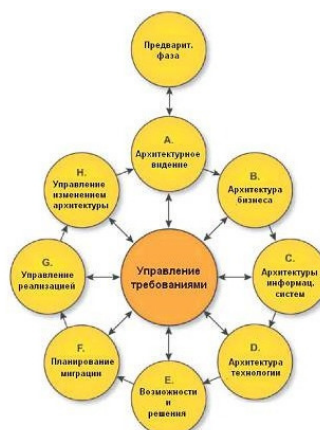 Предварит.
фаза
A.
Архитектурное
видение
B.
Архитектура
бизнеса
C.
Архитектуры
информац.
систем
D.
Архитектура
технологии
E.
Возможности
и
решения
F.
Планирование
миграции
G.
Управление
реализацией
H.
Управление
изменением
архитектуры
Управление
требованиями